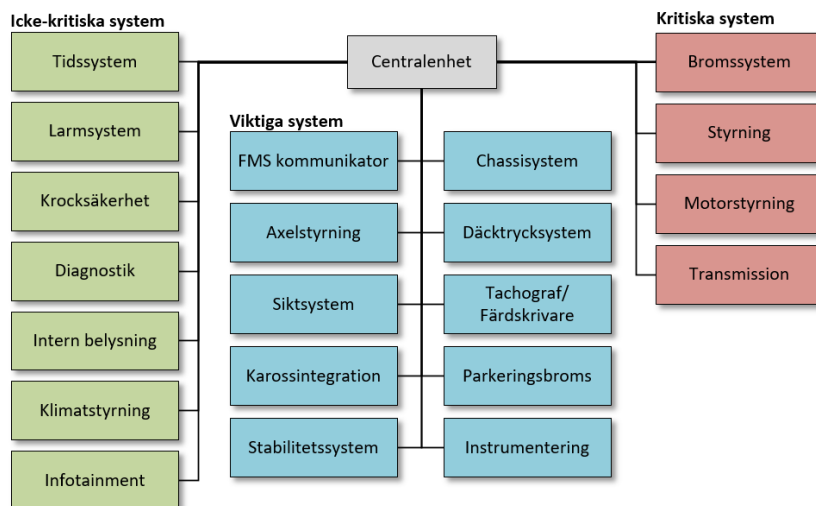 Icke-kritiska system
Tidssystem
Larmsystem
Krocksäkerhet
Diagnostik
Intern belysning
Klimatstyrning
Infotainment
Centralenhet
Viktiga system
FMS kommunikator
Chassisystem
Axelstyrning
Däcktrycksystem
Siktsystem
Tachograf/
Färdskrivare
Karossintegration
Parkeringsbroms
Stabilitetssystem
Instrumentering
Kritiska system
Bromssystem
Styrning
Motorstyrning
Transmission